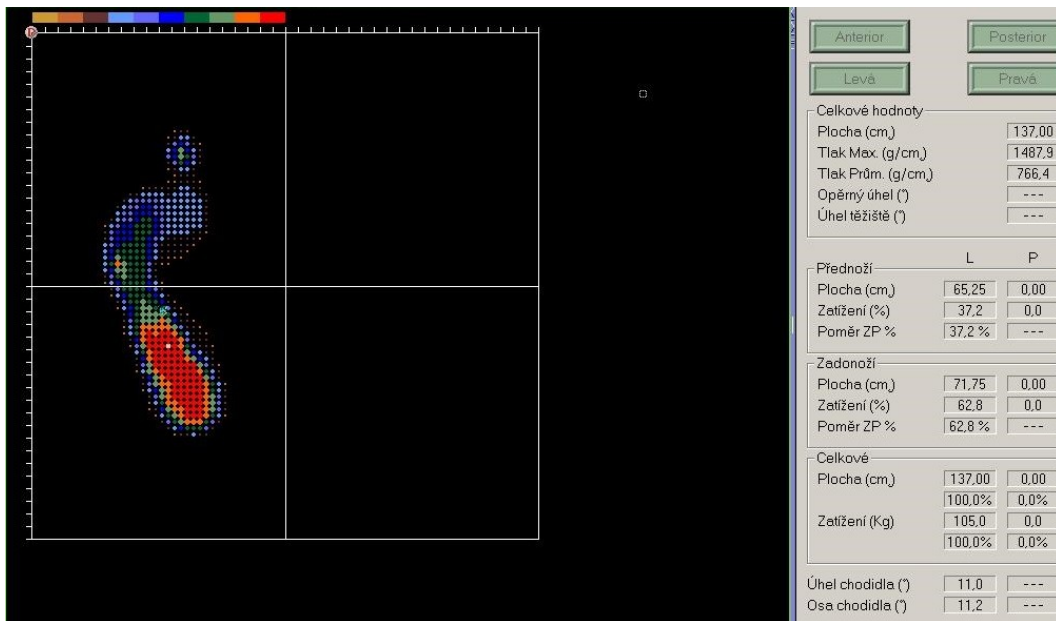 Anterior Posterior
Levá Pravá
Celkové hodnoty
Plocha (cm˛) 137,00
Tlak Max. (g/cm˛) 1487,9
Tlak Prům. (g/cm˛) 766,4
Opěrný úhel (°) ---
Úhel těžiště (°) ---
L P
Přednoží
Plocha (cm˛) 65,25 0,00
Zatížení (%) 37,2 0,0
Poměr ZP % 37,2 % ---
Zadonoží
Plocha (cm˛) 71,75 0,00
Zatížení (%) 62,8 0,0
Poměr ZP % 62,8 % ---
Celkové
Plocha (cm˛) 137,00 0,00
100,0% 0,0%
Zatížení (Kg) 105,0 0,0
100,0% 0,0%
Úhel chodidla (°) 11,0 ---
Osa chodidla (°) 11,2 ---